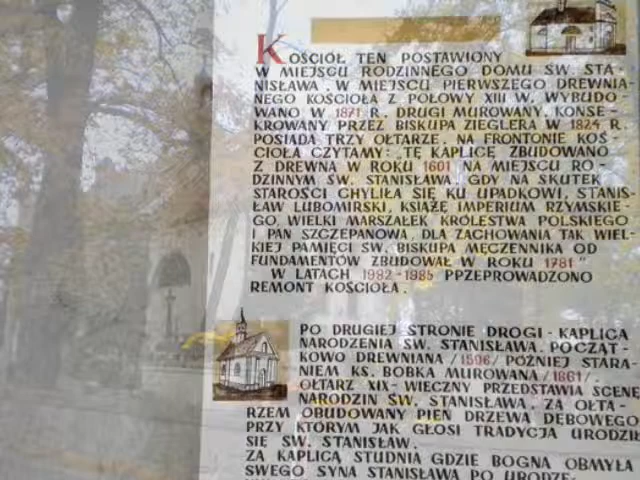 KOŚCIÓŁ TEN POSTAWIONY
W MIEJSCU RODZINNEGO DOMU ŚW. STA-
NISŁAWA. W MIEJSCU PIERWSZEGO DREWNIA-
NEGO KOŚCIOŁA Z POŁOWY XIII W. WYBUDO-
WANO W 1871 R. DRUGI MUROWANY. KONSE-
KROWANY PRZEZ BISKUPA ZIEGLERA W 1824 R.
POSIADA TRZY OŁTARZE. NA FRONTONIE KOŚ-
CIOŁA CZYTAMY: „TĘ KAPLICĘ ZBUDOWANO
Z DREWNA W ROKU 1601 NA MIEJSCU RO-
DZINNYM ŚW. STANISŁAWA. GDY NA SKUTEK
STAROŚCI CHYLIŁA SIĘ KU UPADKOWI, STANIS-
ŁAW LUBOMIRSKI, KSIĄŻĘ IMPERIUM RZYMSKIE-
GO, WIELKI MARSZAŁEK KRÓLESTWA POLSKIEGO
I PAN SZCZEPANOWA, DLA ZACHOWANIA TAK WIEL-
KIEJ PAMIĘCI ŚW. BISKUPA MĘCZENNIKA OD
FUNDAMENTÓW ZBUDOWAŁ W ROKU 1781"
W LATACH 1982-1985 PPZEPROWADZONO
REMONT KOŚCIOŁA.
PO DRUGIEJ STRONIE DROGI - KAPLICA
NARODZENIA ŚW. STANISŁAWA. POCZĄT-
KOWO DREWNIANA /1596/ PÓŹNIEJ STARA-
NIEM KS. BOBKA MUROWANA /1861/.
OŁTARZ XIX-WIECZNY PRZEDSTAWIA SCENĘ
NARODZIN ŚW. STANISŁAWA. ZA OŁTA-
RZEM OBUDOWANY PIEŃ DRZEWA DĘBOWEGO
PRZY KTÓRYM JAK GŁOSI TRADYCJA URODZIŁ
SIĘ ŚW. STANISŁAW.
ZA KAPLICĄ STUDNIA GDZIE BOGNA OBMYŁA
SWEGO SYNA STANISŁAWA PO URODZE-